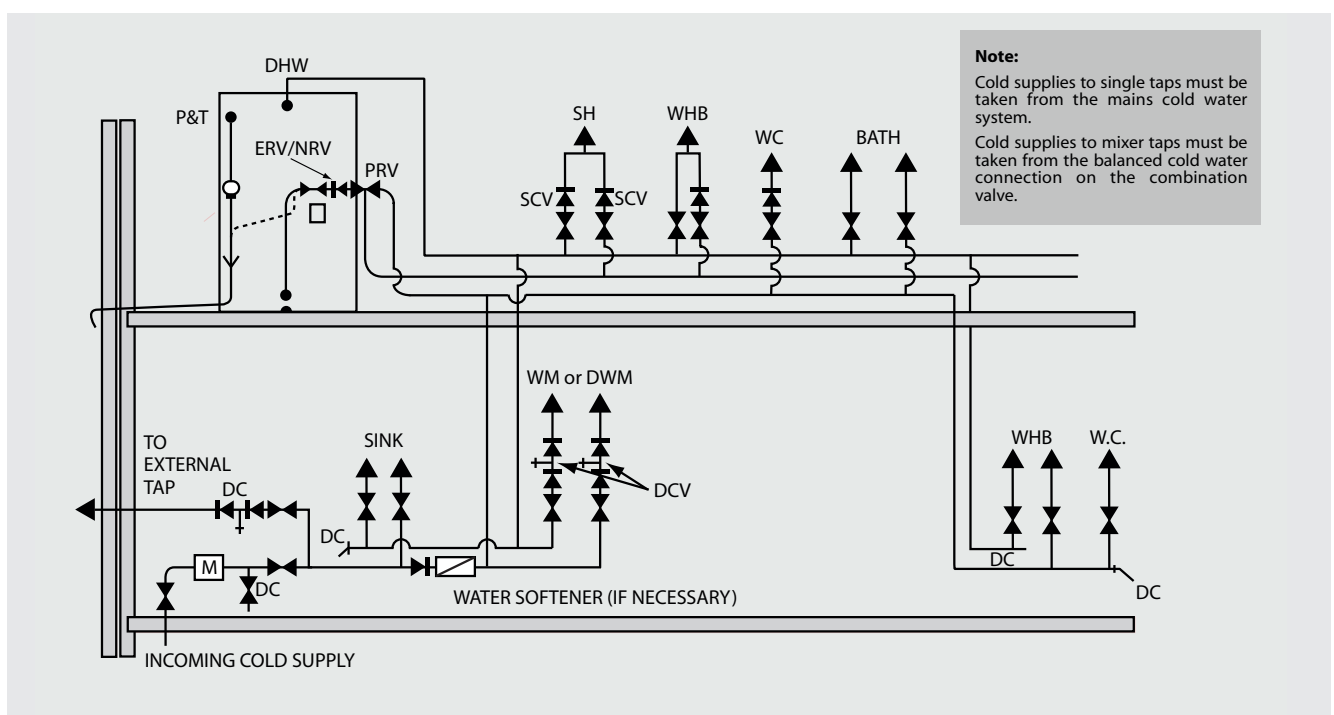 DHW
P&T
ERV/NRV
PRV
SH
WHB
WC
BATH
SCV
SCV
Note:
Cold supplies to single taps must be
taken from the mains cold water
system.
Cold supplies to mixer taps must be
taken from the balanced cold water
connection on the combination
valve.
WM or DWM
TO
EXTERNAL
TAP
SINK
WHB
W.C.
DC
DCV
DC
DC
M
DC
DC
WATER SOFTENER (IF NECESSARY)
INCOMING COLD SUPPLY